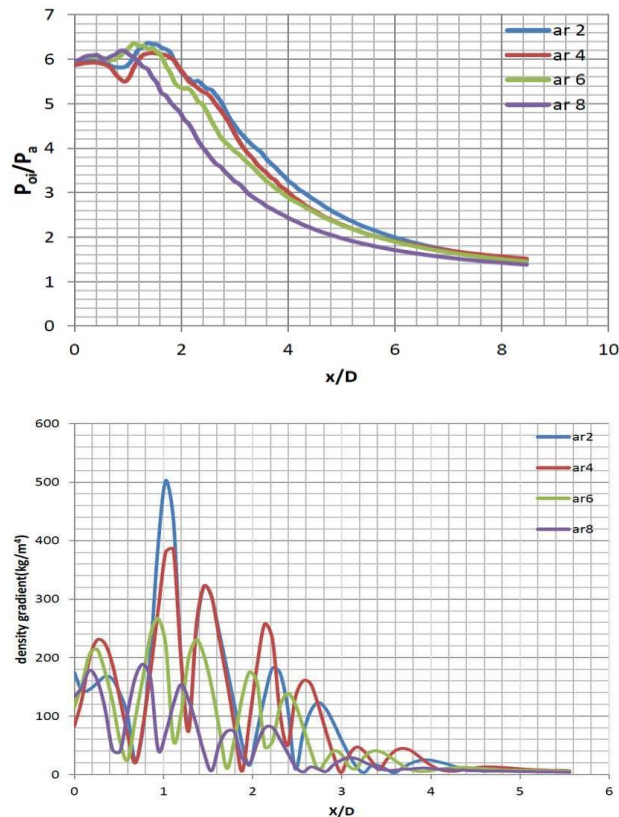 7
6
5
4
3
2
1
0
P_oi/P_a
0 2 4 6 8 10
x/D
ar 2
ar 4
ar 6
ar 8
600
500
400
300
200
100
0
density gradient(kg/m⁴)
0 1 2 3 4 5 6
X/D
ar2
ar4
ar6
ar8